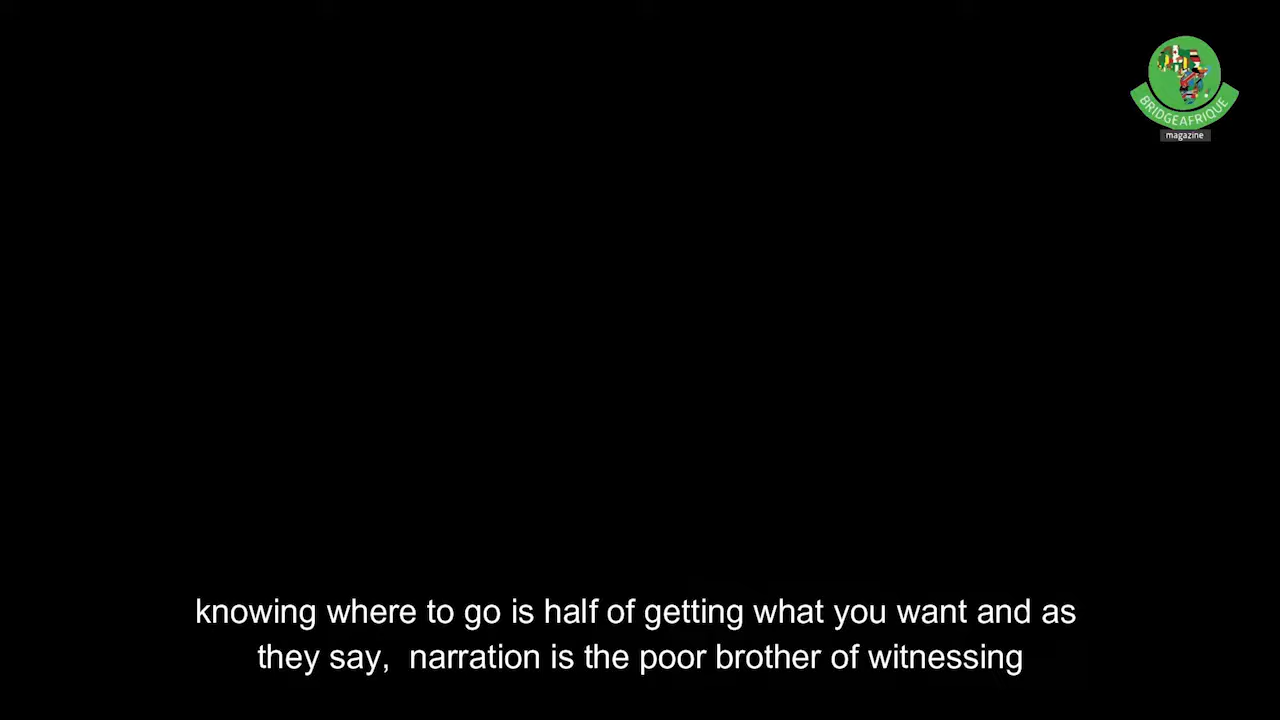 BRIDGEAFRIQUE
magazine
knowing where to go is half of getting what you want and as
they say,  narration is the poor brother of witnessing